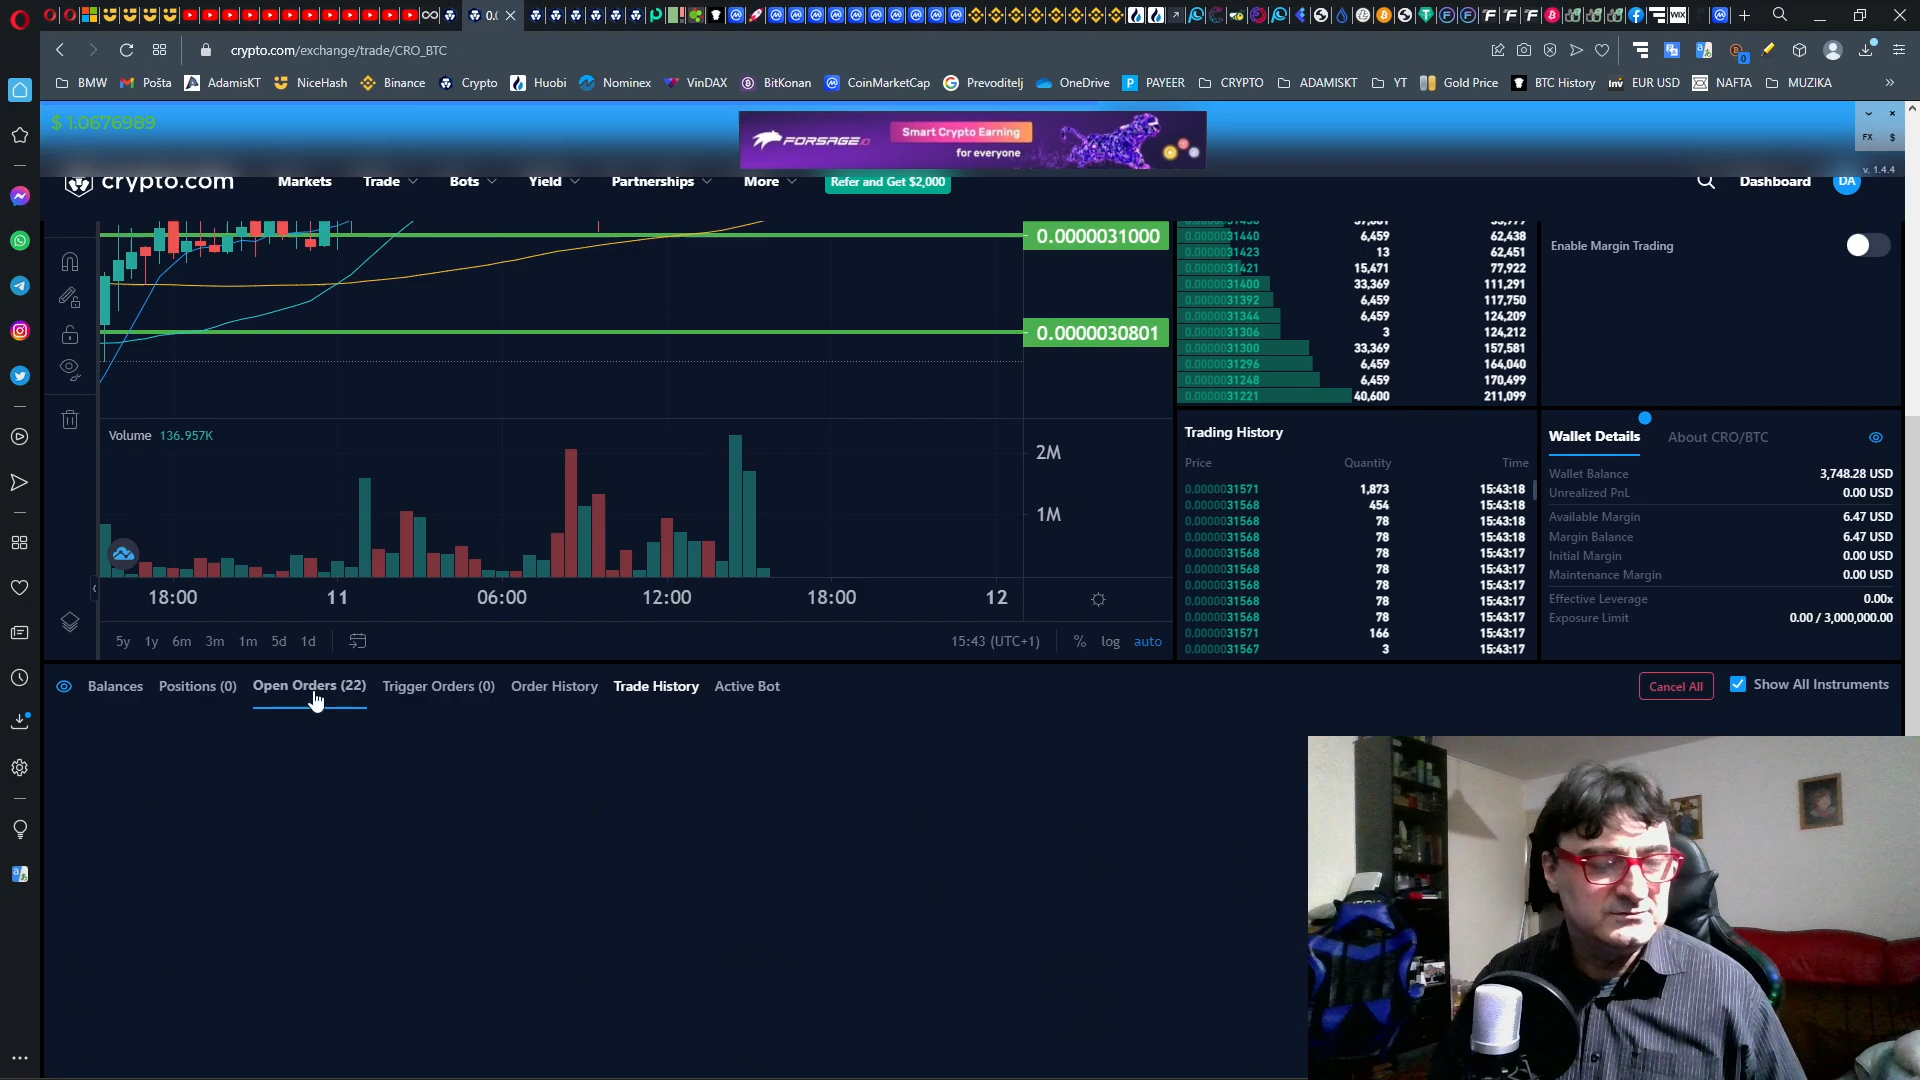 0.0
crypto.com/exchange/trade/CRO_BTC
BMW Pošta AdamisKT NiceHash Binance Crypto Huobi Nominex VinDAX BitKonan CoinMarketCap Prevoditelj OneDrive PAYEER CRYPTO ADAMISKT YT Gold Price BTC History EUR USD NAFTA MUZIKA
$ 1.0676989
FORSAGE.IO
Smart Crypto Earning
for everyone
FX $
v. 1.4.4
crypto.com Markets Trade Bots Yield Partnerships More Refer and Get $2,000 Dashboard DA
0.0000031000
0.0000030801
0.0000031440 6,459 62,438
0.0000031423 13 62,451
0.0000031421 15,471 77,922
0.0000031400 33,369 111,291
0.0000031392 6,459 117,750
0.0000031344 6,459 124,209
0.0000031306 3 124,212
0.0000031300 33,369 157,581
0.0000031296 6,459 164,040
0.0000031248 6,459 170,499
0.0000031221 40,600 211,099
Enable Margin Trading
Volume 136.957K
2M
1M
18:00 11 06:00 12:00 18:00 12
5y 1y 6m 3m 1m 5d 1d
15:43 (UTC+1) % log auto
Trading History
Price Quantity Time
0.0000031571 1,873 15:43:18
0.0000031568 454 15:43:18
0.0000031568 78 15:43:18
0.0000031568 78 15:43:18
0.0000031568 78 15:43:17
0.0000031568 78 15:43:17
0.0000031568 78 15:43:17
0.0000031568 78 15:43:17
0.0000031568 78 15:43:17
0.0000031571 166 15:43:17
0.0000031567 3 15:43:17
Wallet Details About CRO/BTC
Wallet Balance 3,748.28 USD
Unrealized PnL 0.00 USD
Available Margin 6.47 USD
Margin Balance 6.47 USD
Initial Margin 0.00 USD
Maintenance Margin 0.00 USD
Effective Leverage 0.00x
Exposure Limit 0.00 / 3,000,000.00
Balances Positions (0) Open Orders (22) Trigger Orders (0) Order History Trade History Active Bot
Cancel All Show All Instruments